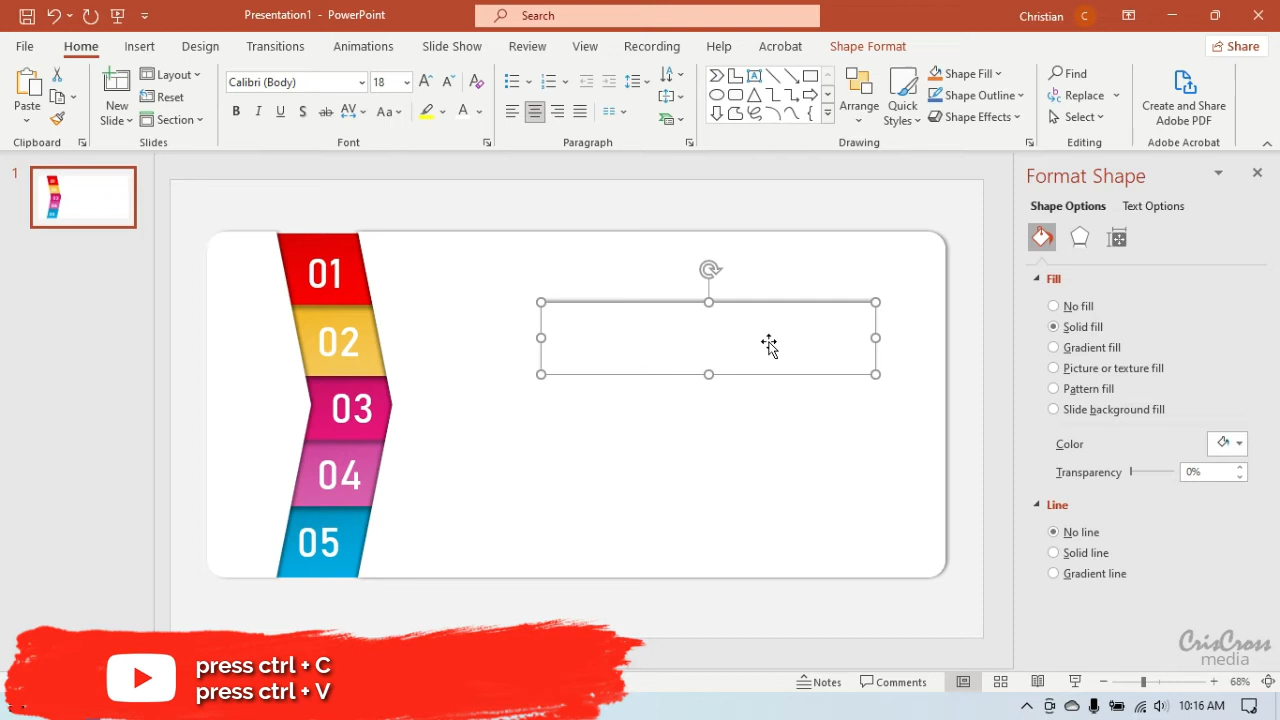 Presentation1 - PowerPoint
Search
Christian
C
File
Home
Insert
Design
Transitions
Animations
Slide Show
Review
View
Recording
Help
Acrobat
Shape Format
Share
Paste
Clipboard
New
Slide
Layout
Reset
Section
Slides
Calibri (Body)
18
Font
Paragraph
Arrange
Quick
Styles
Shape Fill
Shape Outline
Shape Effects
Drawing
Find
Replace
Select
Editing
Create and Share
Adobe PDF
Adobe Acrobat
1
01
02
03
04
05
Format Shape
Shape Options
Text Options
Fill
No fill
Solid fill
Gradient fill
Picture or texture fill
Pattern fill
Slide background fill
Color
Transparency
0%
Line
No line
Solid line
Gradient line
CrisCross
media
press ctrl + C
press ctrl + V
Notes
Comments
68%
10:16 AM